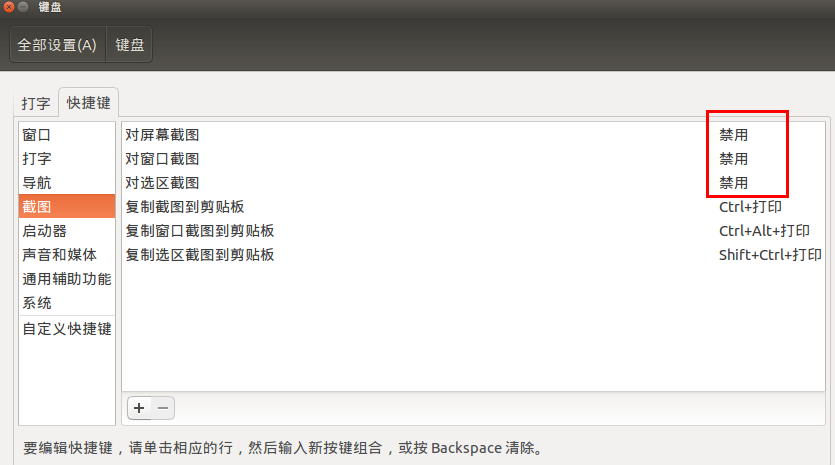 键盘
全部设置(A) 键盘
打字 快捷键
窗口
打字
导航
截图
启动器
声音和媒体
通用辅助功能
系统
自定义快捷键
对屏幕截图 禁用
对窗口截图 禁用
对选区截图 禁用
复制截图到剪贴板 Ctrl+打印
复制窗口截图到剪贴板 Ctrl+Alt+打印
复制选区截图到剪贴板 Shift+Ctrl+打印
要编辑快捷键，请单击相应的行，然后输入新按键组合，或按 Backspace 清除。